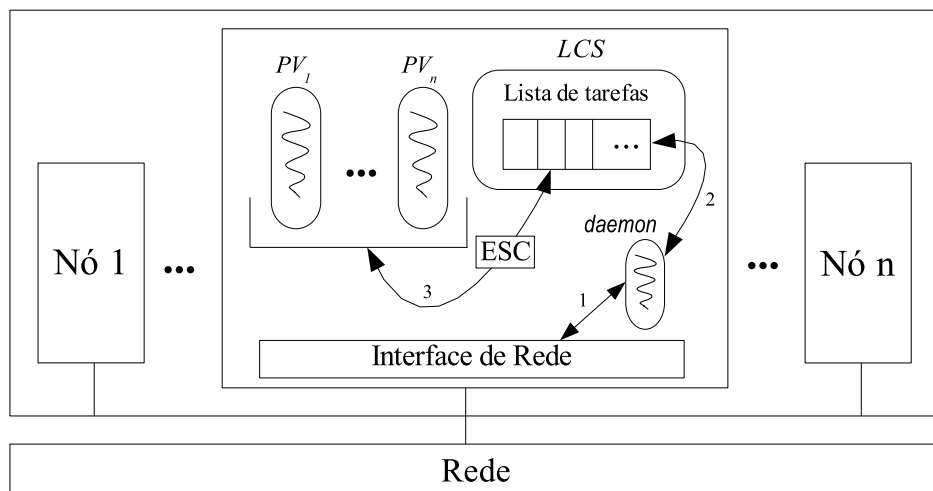 LCS
PV1
PVn
Lista de tarefas
...
...
2
daemon
ESC
Nó 1
...
...
Nó n
3
1
Interface de Rede
Rede